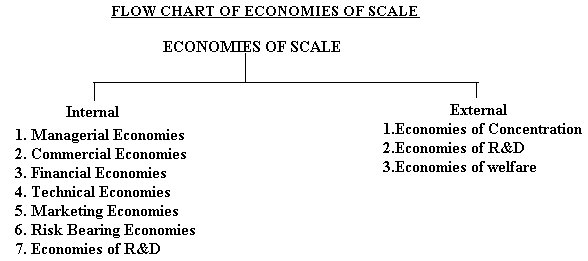 FLOW CHART OF ECONOMIES OF SCALE
ECONOMIES OF SCALE
Internal
1. Managerial Economies
2. Commercial Economies
3. Financial Economies
4. Technical Economies
5. Marketing Economies
6. Risk Bearing Economies
7. Economies of R&D
External
1.Economies of Concentration
2.Economies of R&D
3.Economies of welfare